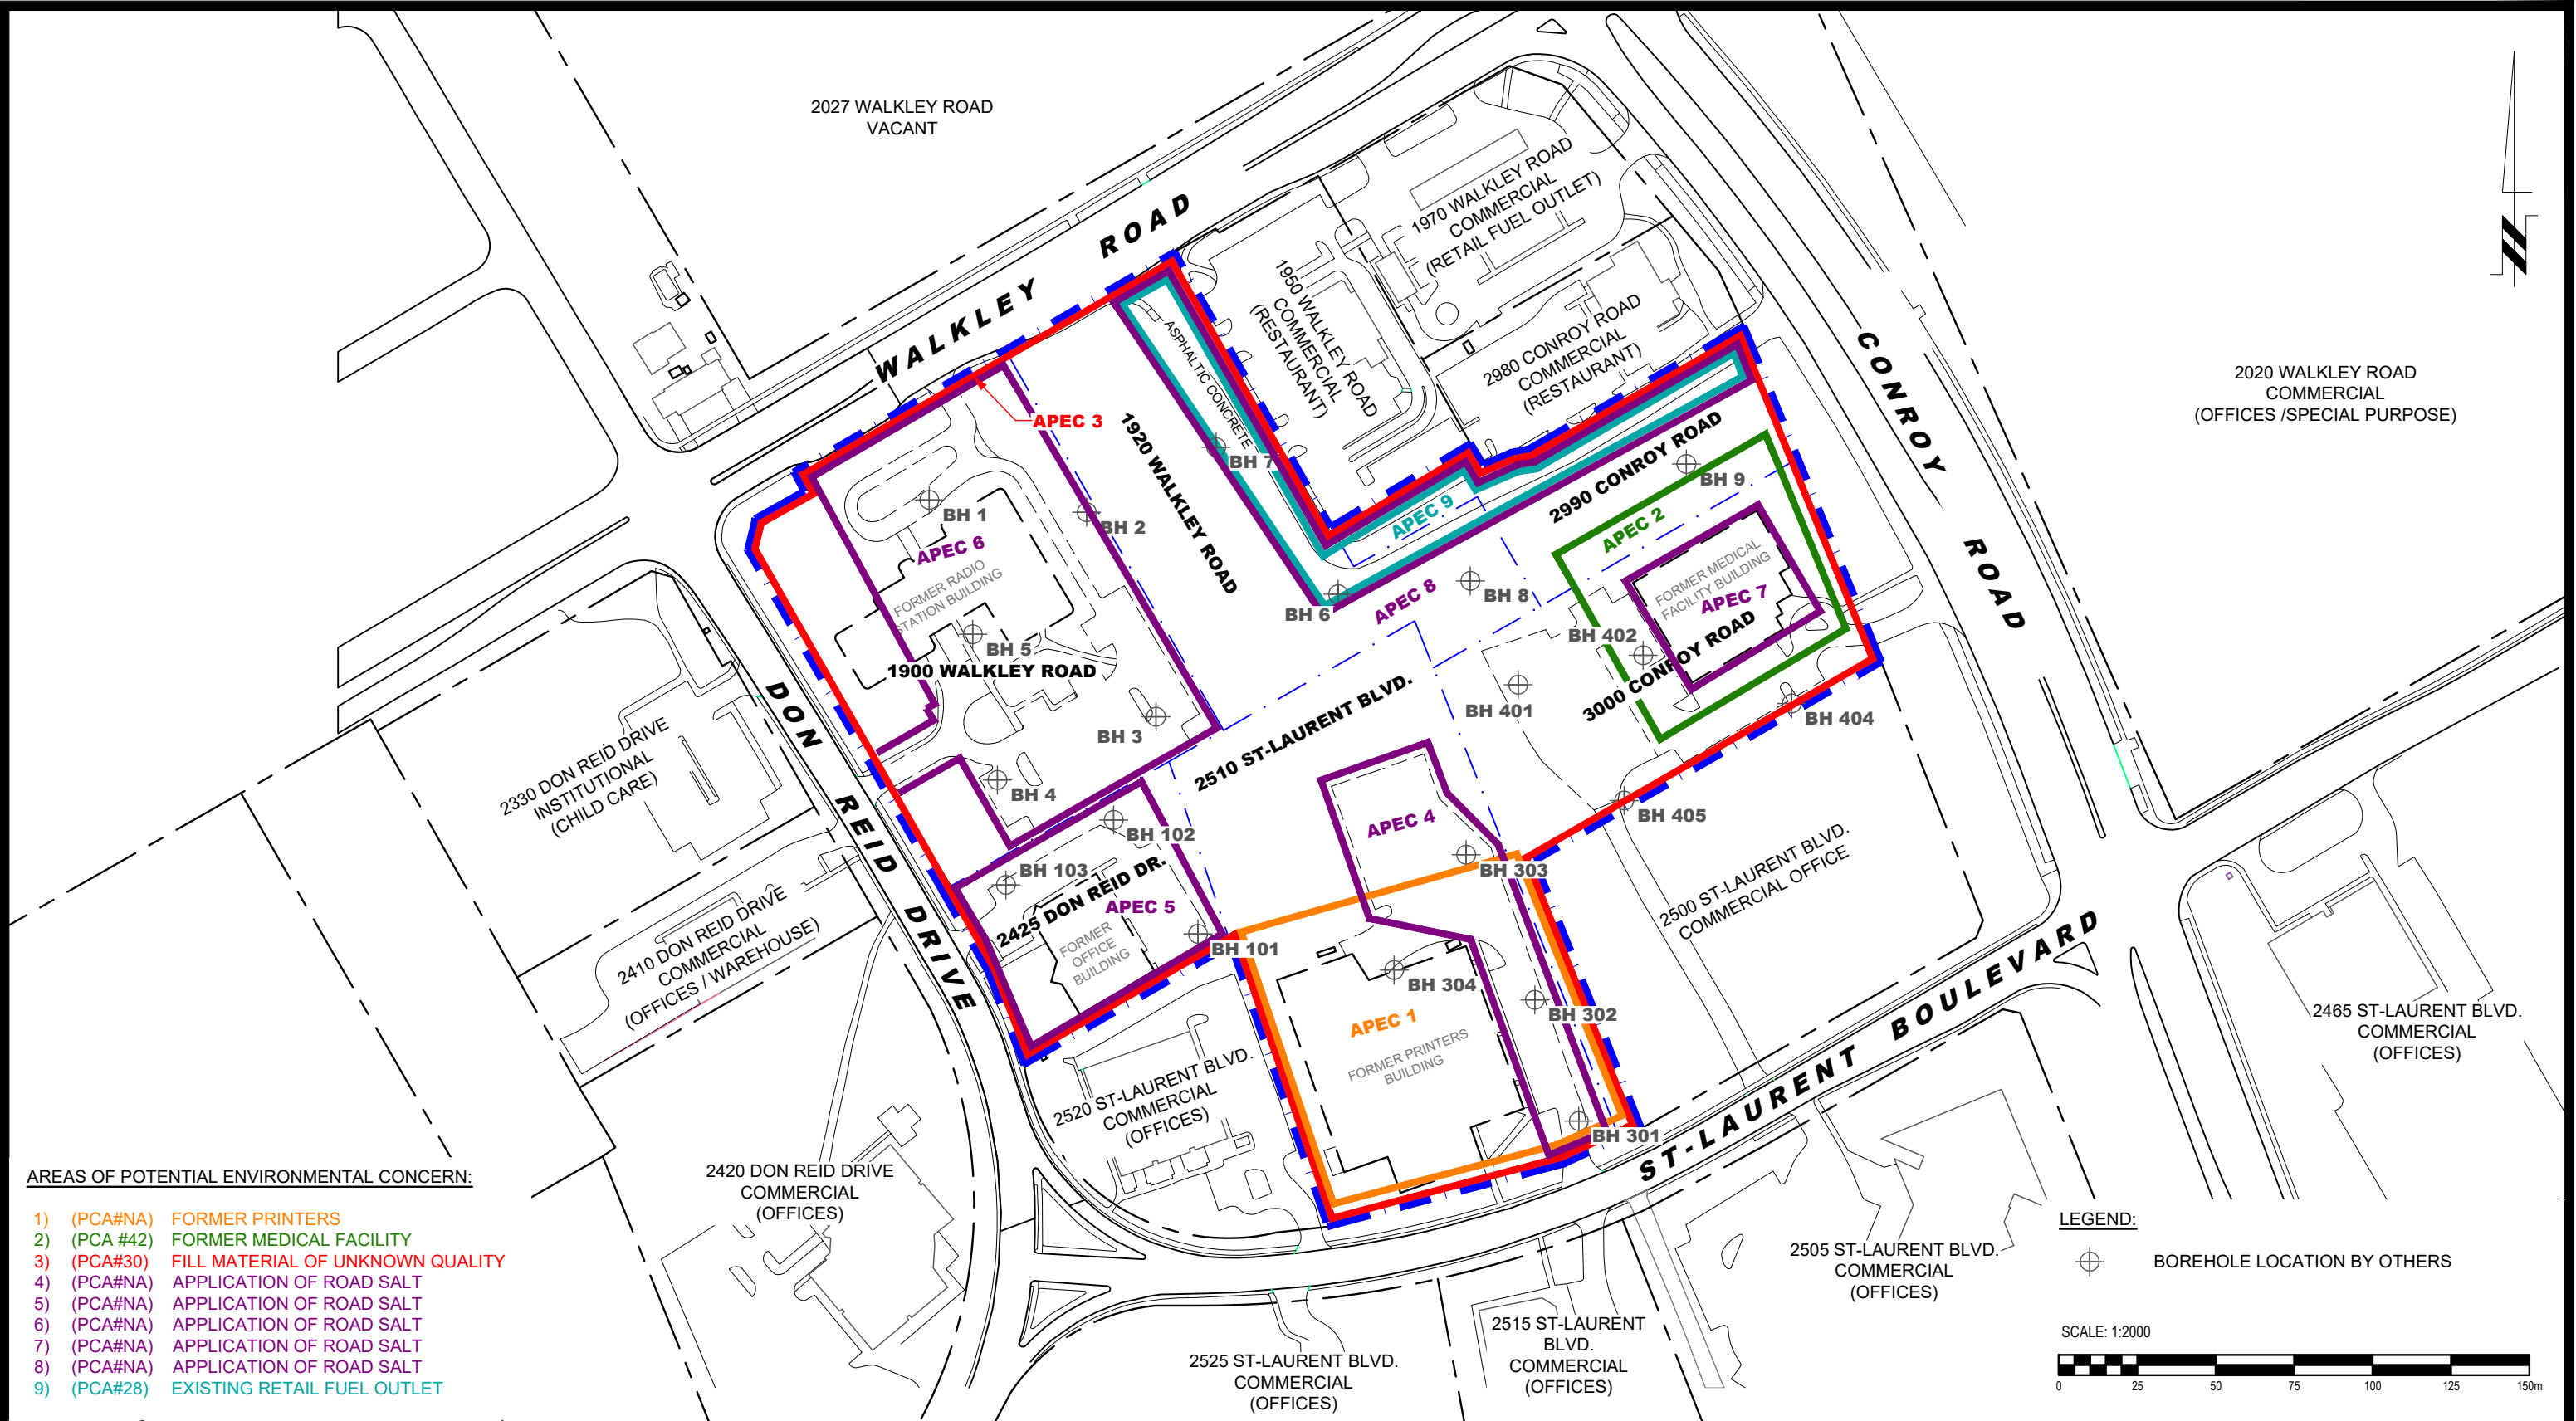 2027 WALKLEY ROAD
VACANT
WALKLEY ROAD
1970 WALKLEY ROAD
COMMERCIAL
(RETAIL FUEL OUTLET)
1950 WALKLEY ROAD
COMMERCIAL
(RESTAURANT)
2980 CONROY ROAD
COMMERCIAL
(RESTAURANT)
CONROY ROAD
2020 WALKLEY ROAD
COMMERCIAL
(OFFICES /SPECIAL PURPOSE)
ASPHALTIC CONCRETE
APEC 3
1920 WALKLEY ROAD
BH 7
2990 CONROY ROAD
APEC 9
BH 9
APEC 2
BH 1
BH 2
APEC 6
FORMER RADIO
STATION BUILDING
BH 5
1900 WALKLEY ROAD
BH 6
APEC 8
BH 8
FORMER MEDICAL
FACILITY BUILDING
APEC 7
BH 402
3000 CONROY ROAD
BH 401
BH 404
BH 3
2510 ST-LAURENT BLVD.
DON REID DRIVE
2330 DON REID DRIVE
INSTITUTIONAL
(CHILD CARE)
BH 4
BH 102
APEC 4
BH 405
BH 103
2425 DON REID DR.
APEC 5
FORMER
OFFICE
BUILDING
BH 101
BH 303
2500 ST-LAURENT BLVD.
COMMERCIAL OFFICE
2410 DON REID DRIVE
COMMERCIAL
(OFFICES / WAREHOUSE)
BH 304
BH 302
APEC 1
FORMER PRINTERS
BUILDING
BH 301
ST-LAURENT BOULEVARD
2465 ST-LAURENT BLVD.
COMMERCIAL
(OFFICES)
2520 ST-LAURENT BLVD.
COMMERCIAL
(OFFICES)
2420 DON REID DRIVE
COMMERCIAL
(OFFICES)
2505 ST-LAURENT BLVD.
COMMERCIAL
(OFFICES)
2515 ST-LAURENT
BLVD.
COMMERCIAL
(OFFICES)
2525 ST-LAURENT BLVD.
COMMERCIAL
(OFFICES)
AREAS OF POTENTIAL ENVIRONMENTAL CONCERN:
1) (PCA#NA) FORMER PRINTERS
2) (PCA #42) FORMER MEDICAL FACILITY
3) (PCA#30) FILL MATERIAL OF UNKNOWN QUALITY
4) (PCA#NA) APPLICATION OF ROAD SALT
5) (PCA#NA) APPLICATION OF ROAD SALT
6) (PCA#NA) APPLICATION OF ROAD SALT
7) (PCA#NA) APPLICATION OF ROAD SALT
8) (PCA#NA) APPLICATION OF ROAD SALT
9) (PCA#28) EXISTING RETAIL FUEL OUTLET
LEGEND:
BOREHOLE LOCATION BY OTHERS
SCALE: 1:2000
0 25 50 75 100 125 150m